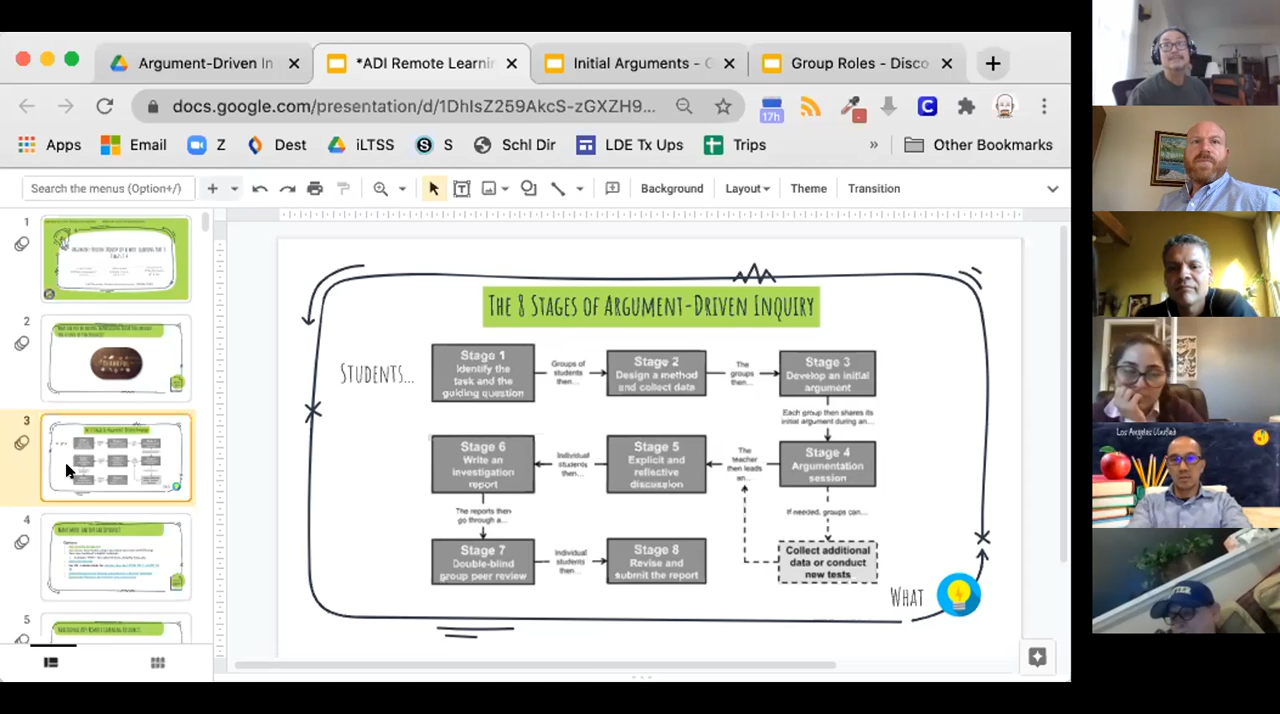 Argument-Driven In
*ADI Remote Learnin
Initial Arguments - G
Group Roles - Disco
docs.google.com/presentation/d/1DhIsZ259AkcS-zGXZH9...
17h
C
Apps
Email
Z
Dest
iLTSS
S
Schl Dir
LDE Tx Ups
Trips
»
Other Bookmarks
Search the menus (Option+/)
Background
Layout
Theme
Transition
1
2
3
4
5
The 8 Stages of Argument-Driven Inquiry
Students...
Stage 1
Identify the
task and the
guiding question
Groups of
students
then...
Stage 2
Design a method
and collect data
The
groups
then...
Stage 3
Develop an initial
argument
Each group then shares its
initial argument during an...
Stage 4
Argumentation
session
The
teacher
then leads
an...
Stage 5
Explicit and
reflective
discussion
Individual
students
then...
Stage 6
Write an
investigation
report
If needed, groups can...
Collect additional
data or conduct
new tests
The reports then
go through a...
Stage 7
Double-blind
group peer review
Individual
students
then...
Stage 8
Revise and
submit the report
What
Los Angeles Unified